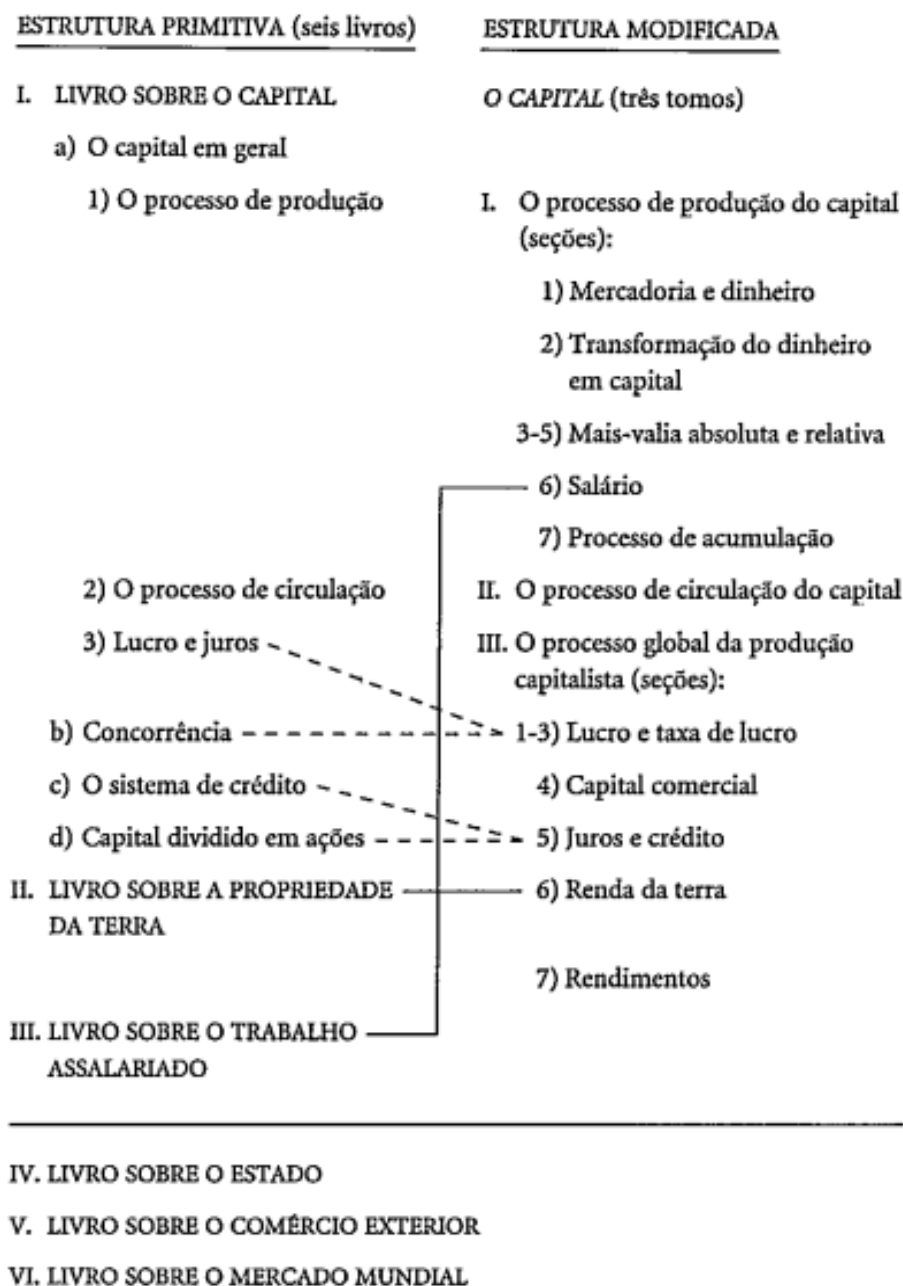 ESTRUTURA PRIMITIVA (seis livros)
ESTRUTURA MODIFICADA
I. LIVRO SOBRE O CAPITAL
O CAPITAL (três tomos)
a) O capital em geral
1) O processo de produção
I. O processo de produção do capital
(seções):
1) Mercadoria e dinheiro
2) Transformação do dinheiro
em capital
3-5) Mais-valia absoluta e relativa
6) Salário
7) Processo de acumulação
2) O processo de circulação
II. O processo de circulação do capital
3) Lucro e juros
III. O processo global da produção
capitalista (seções):
b) Concorrência
1-3) Lucro e taxa de lucro
c) O sistema de crédito
4) Capital comercial
d) Capital dividido em ações
5) Juros e crédito
II. LIVRO SOBRE A PROPRIEDADE
DA TERRA
6) Renda da terra
7) Rendimentos
III. LIVRO SOBRE O TRABALHO
ASSALARIADO
IV. LIVRO SOBRE O ESTADO
V. LIVRO SOBRE O COMÉRCIO EXTERIOR
VI. LIVRO SOBRE O MERCADO MUNDIAL